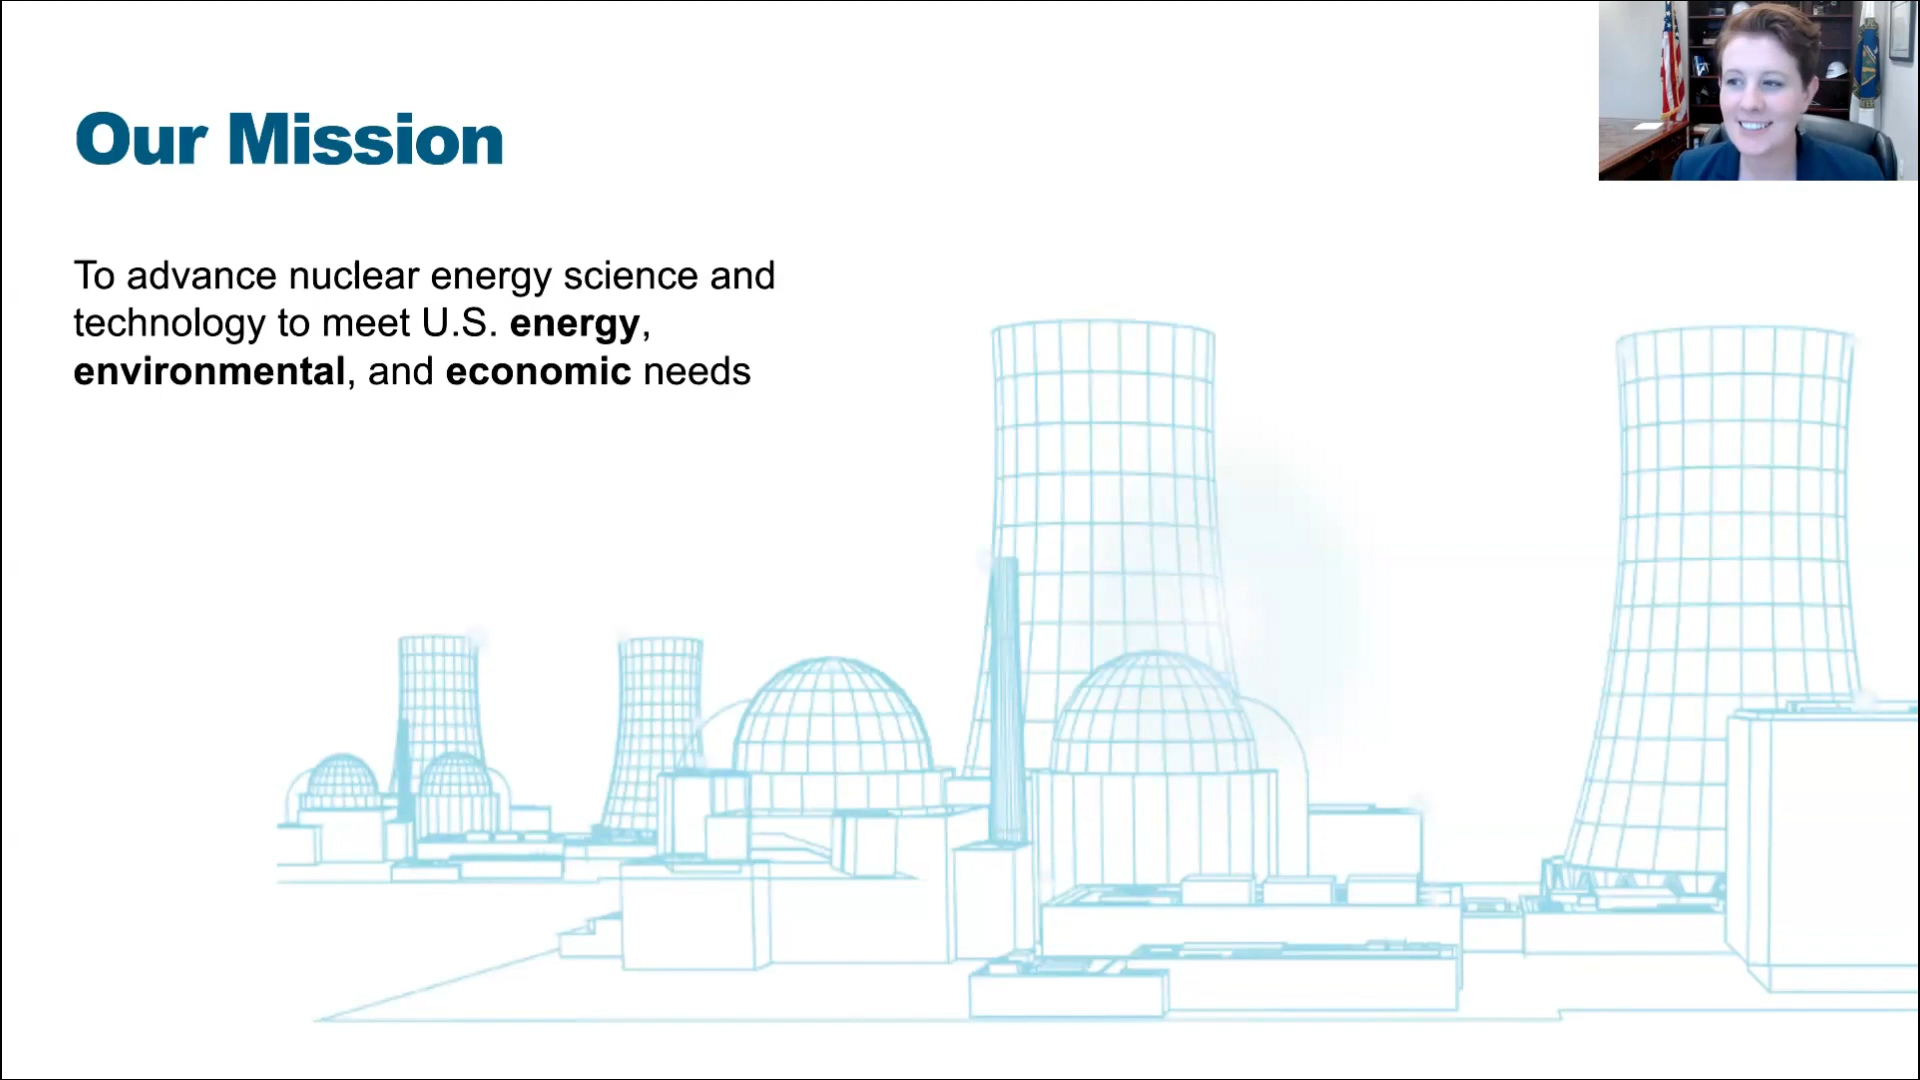 Our Mission
To advance nuclear energy science and
technology to meet U.S. energy,
environmental, and economic needs